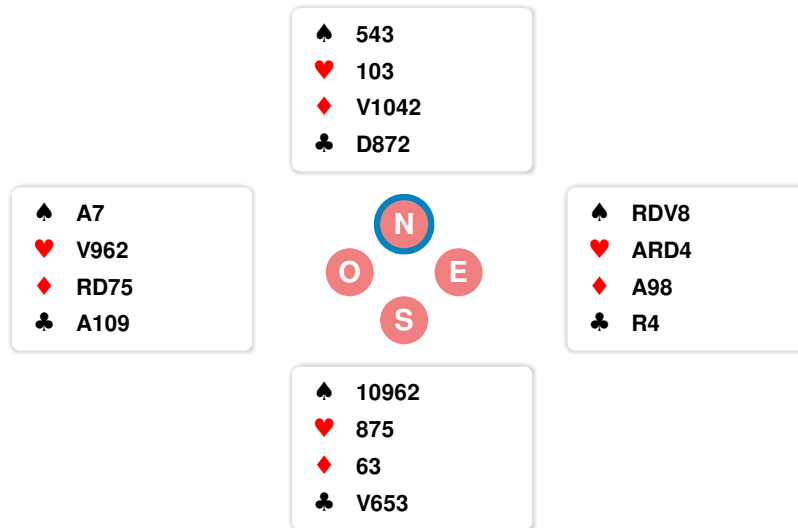 ♠ 543
♥ 103
♦ V1042
♣ D872
♠ A7
♥ V962
♦ RD75
♣ A109
N
O
E
S
♠ RDV8
♥ ARD4
♦ A98
♣ R4
♠ 10962
♥ 875
♦ 63
♣ V653